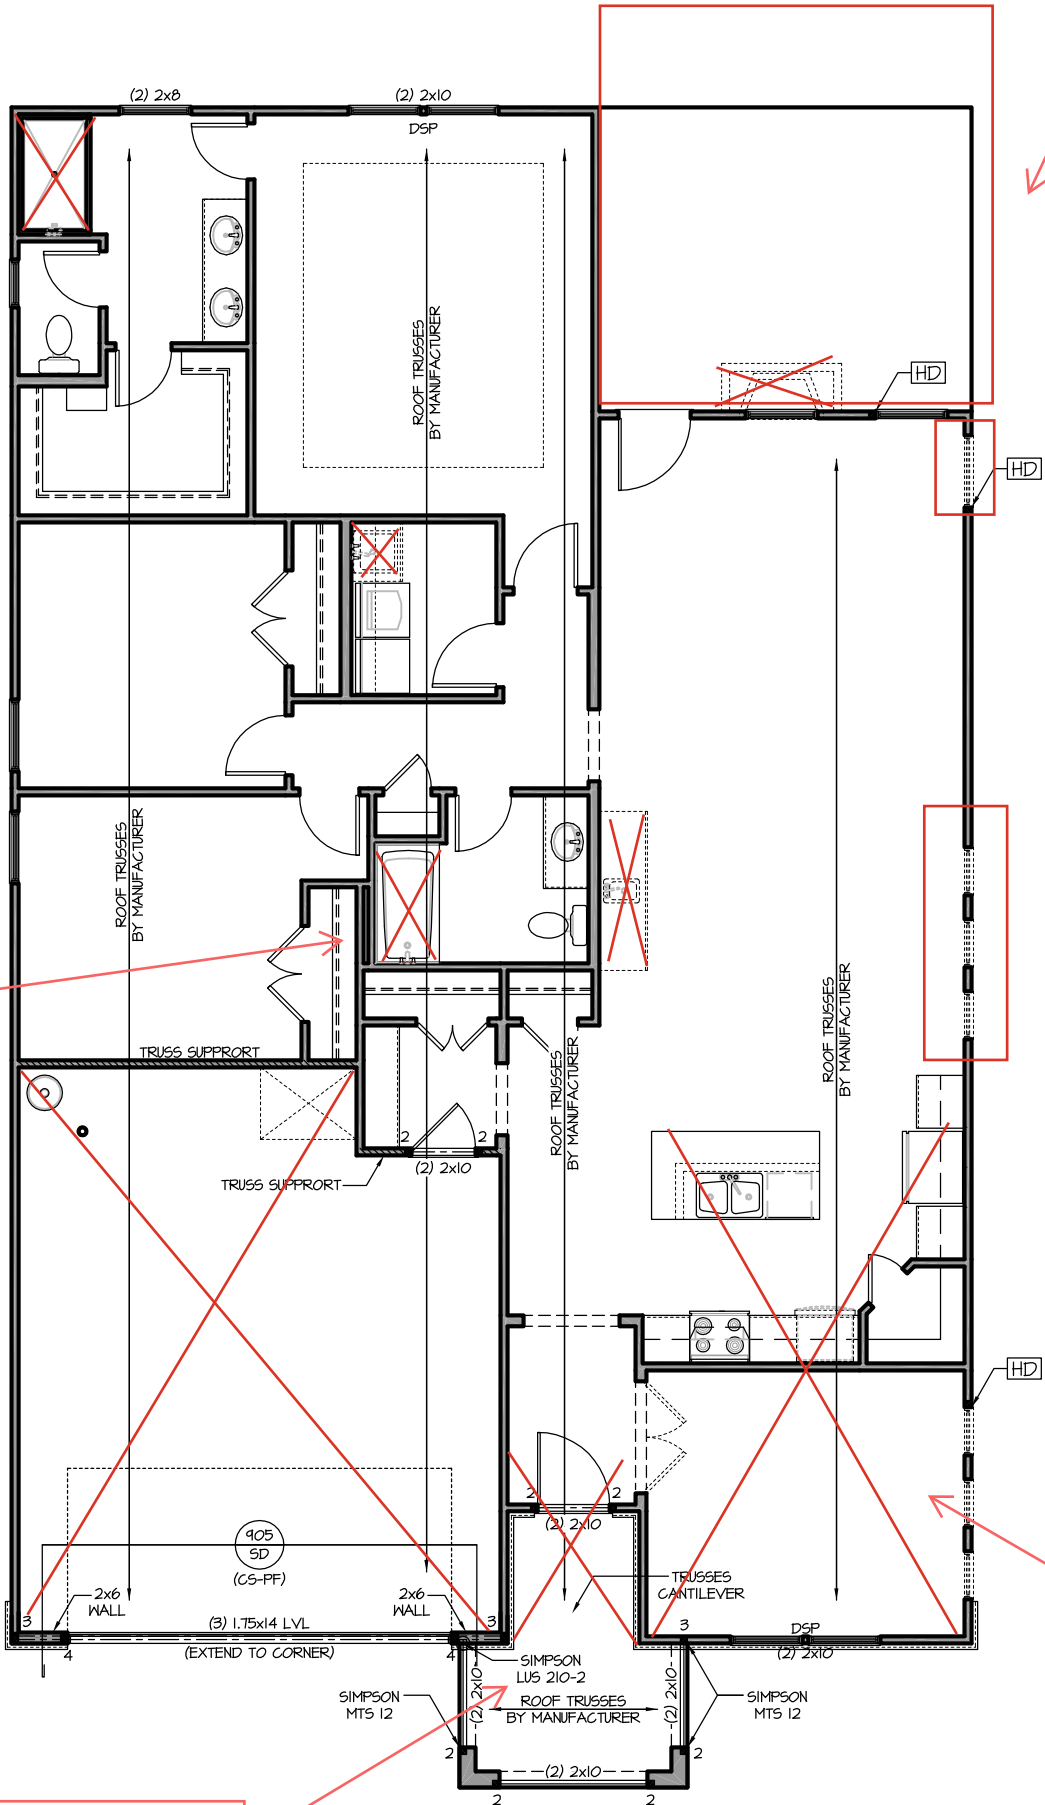 (2) 2x8
(2) 2x10
DSP
HD
HD
ROOF TRUSSES
BY MANUFACTURER
ROOF TRUSSES
BY MANUFACTURER
ROOF TRUSSES
BY MANUFACTURER
TRUSS SUPPRORT
ROOF TRUSSES
BY MANUFACTURER
2
2
(2) 2x10
TRUSS SUPPRORT
HD
2
2
(2) 2x10
905
SD
(CS-PF)
TRUSSES
CANTILEVER
2x6
WALL
2x6
WALL
3
(3) 1.75x14 LVL
3
3
DSP
(2) 2x10
4
(EXTEND TO CORNER)
4
SIMPSON
LUS 210-2
(2) 2x10
(2) 2x10
SIMPSON
MTS 12
ROOF TRUSSES
BY MANUFACTURER
SIMPSON
MTS 12
2
2
(2) 2x10
2
2